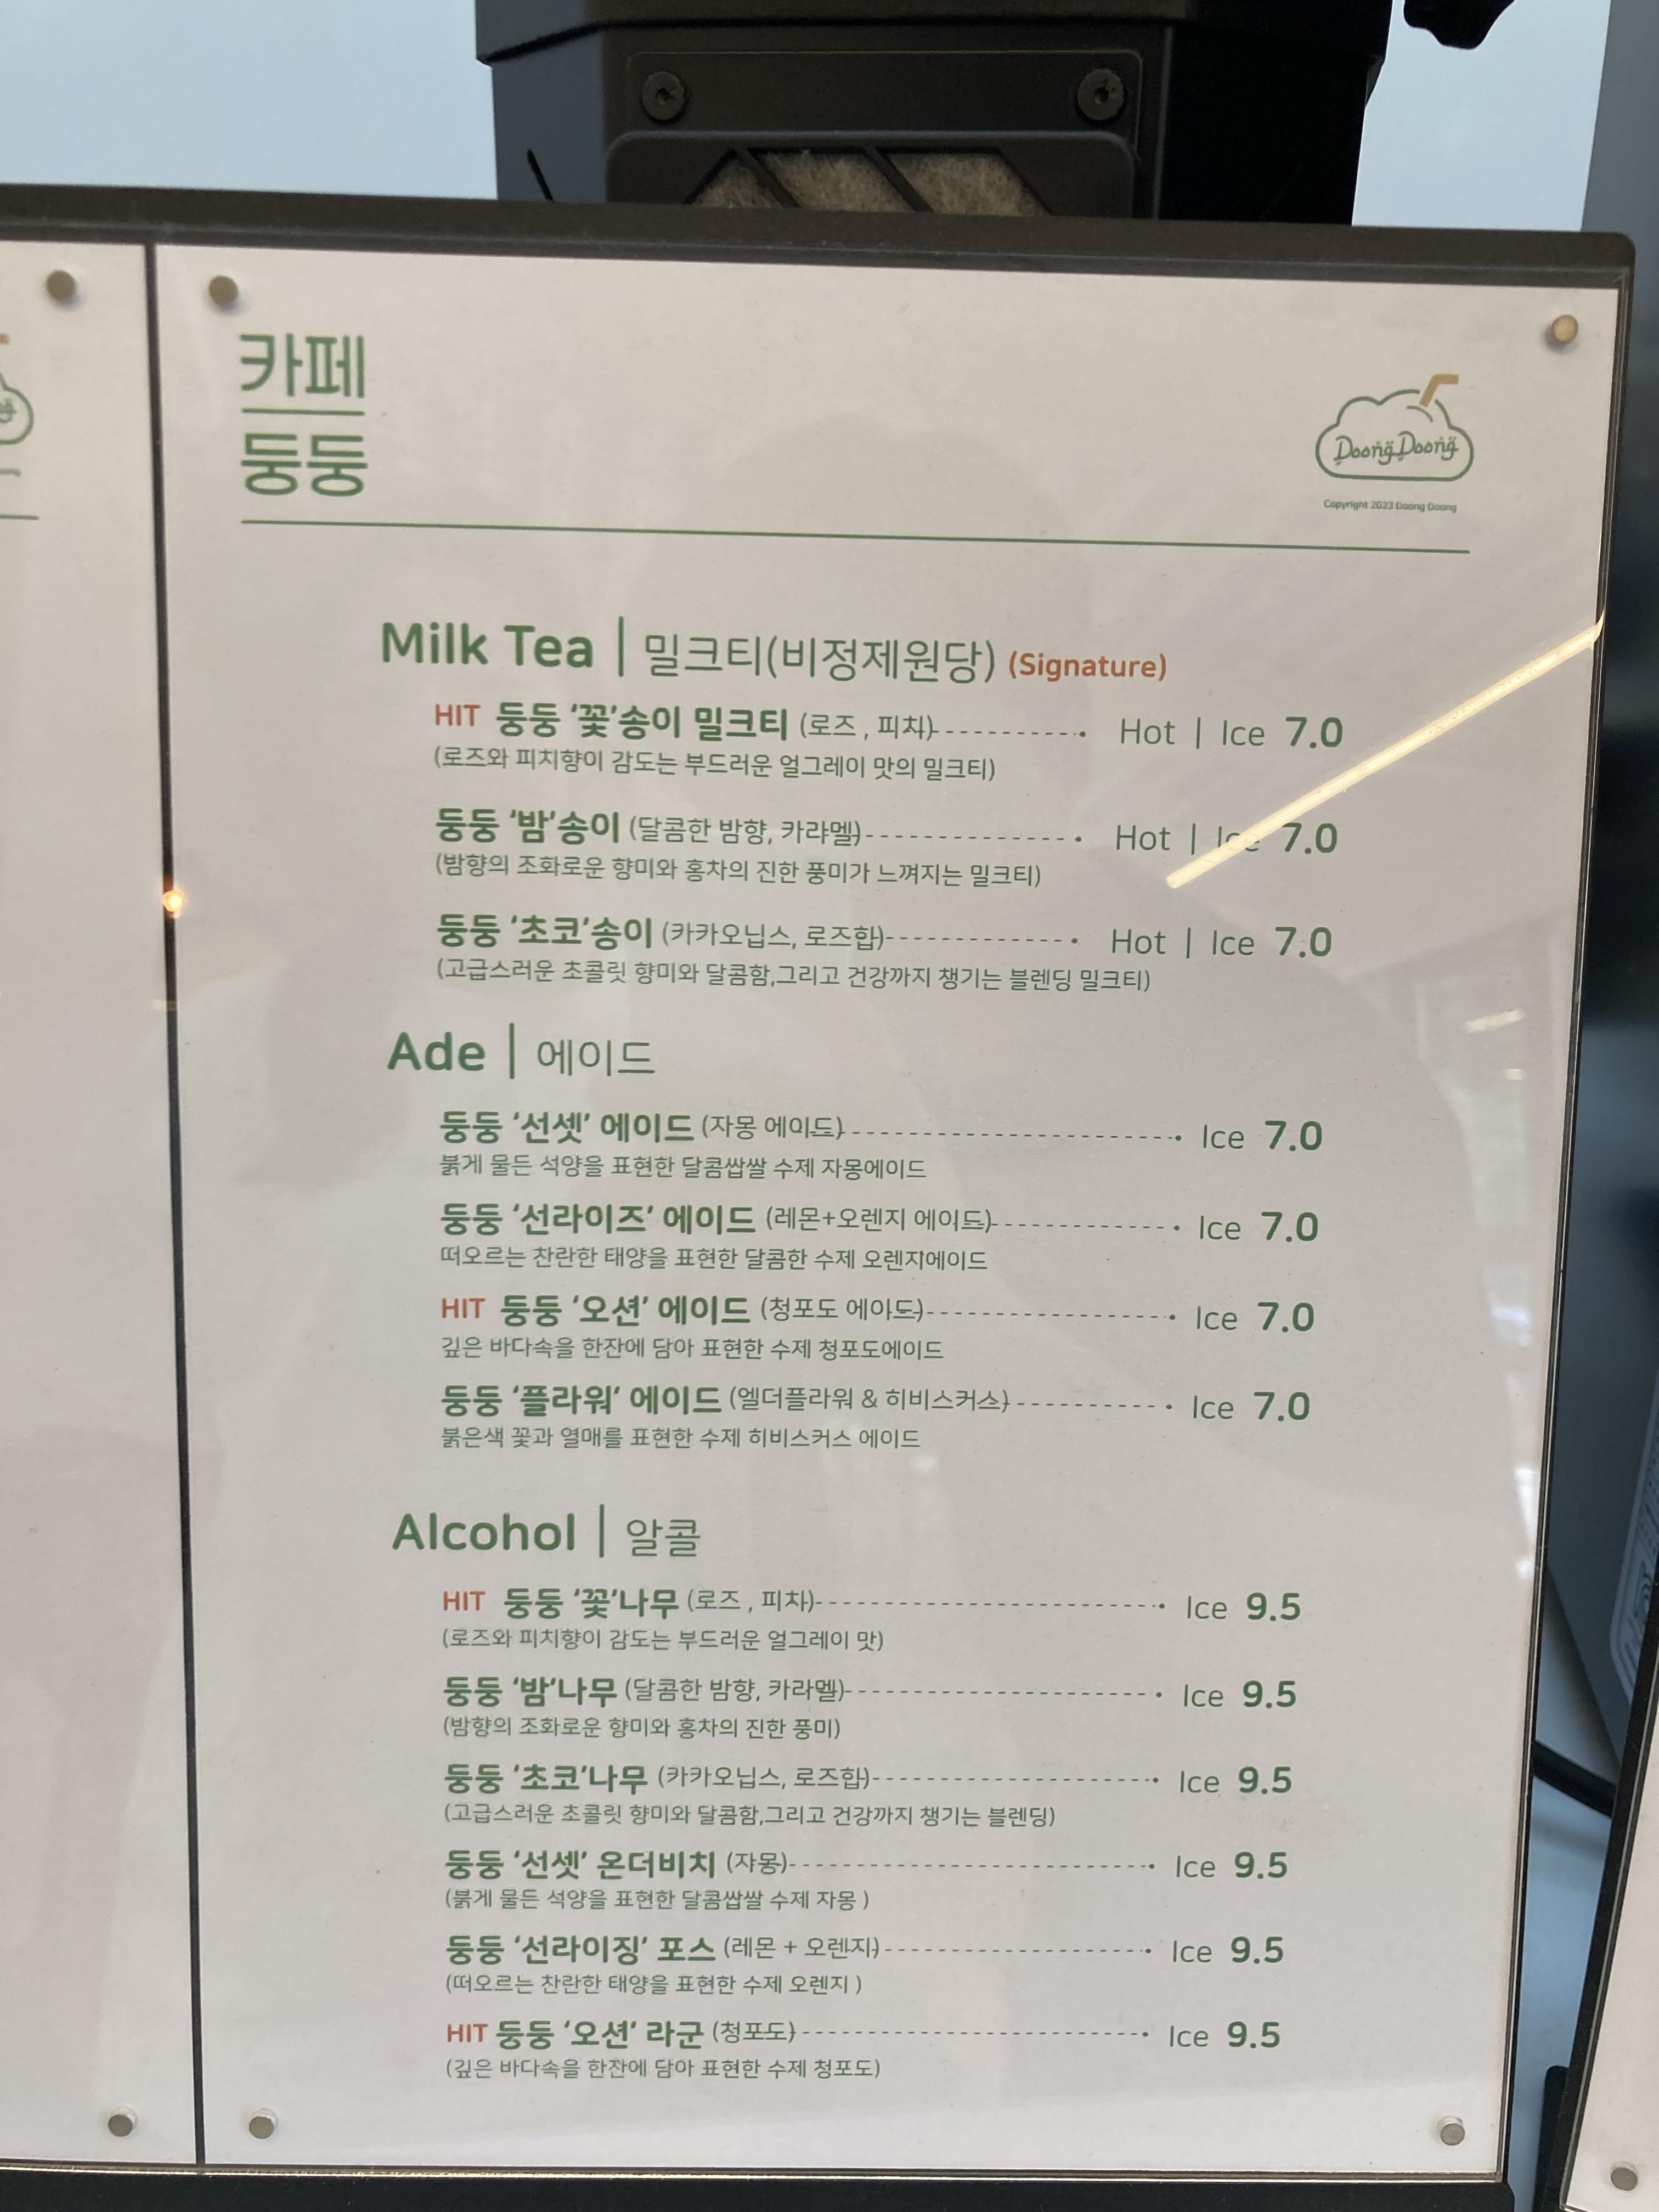 카페
둥둥
Doong Doong
Copyright 2023 Doong Doong
Milk Tea | 밀크티(비정제원당) (Signature)
HIT 둥둥 ‘꽃’송이 밀크티 (로즈 , 피치)-----------• Hot | Ice 7.0
(로즈와 피치향이 감도는 부드러운 얼그레이 맛의 밀크티)
둥둥 ‘밤’송이 (달콤한 밤향, 카라멜)---------------• Hot | Ice 7.0
(밤향의 조화로운 향미와 홍차의 진한 풍미가 느껴지는 밀크티)
둥둥 ‘초코’송이 (카카오닙스, 로즈힙)-------------• Hot | Ice 7.0
(고급스러운 초콜릿 향미와 달콤함,그리고 건강까지 챙기는 블렌딩 밀크티)
Ade | 에이드
둥둥 ‘선셋’ 에이드 (자몽 에이드)-----------------------• Ice 7.0
붉게 물든 석양을 표현한 달콤쌉쌀 수제 자몽에이드
둥둥 ‘선라이즈’ 에이드 (레몬+오렌지 에이드)-------------• Ice 7.0
떠오르는 찬란한 태양을 표현한 달콤한 수제 오렌지에이드
HIT 둥둥 ‘오션’ 에이드 (청포도 에이드)-----------------• Ice 7.0
깊은 바다속을 한잔에 담아 표현한 수제 청포도에이드
둥둥 ‘플라워’ 에이드 (엘더플라워 & 히비스커스)-----------• Ice 7.0
붉은색 꽃과 열매를 표현한 수제 히비스커스 에이드
Alcohol | 알콜
HIT 둥둥 ‘꽃’나무 (로즈 , 피치)------------------------• Ice 9.5
(로즈와 피치향이 감도는 부드러운 얼그레이 맛)
둥둥 ‘밤’나무 (달콤한 밤향, 카라멜)---------------------• Ice 9.5
(밤향의 조화로운 향미와 홍차의 진한 풍미)
둥둥 ‘초코’나무 (카카오닙스, 로즈힙)-------------------• Ice 9.5
(고급스러운 초콜릿 향미와 달콤함,그리고 건강까지 챙기는 블렌딩)
둥둥 ‘선셋’ 온더비치 (자몽)---------------------------• Ice 9.5
(붉게 물든 석양을 표현한 달콤쌉쌀 수제 자몽 )
둥둥 ‘선라이징’ 포스 (레몬 + 오렌지)-------------------• Ice 9.5
(떠오르는 찬란한 태양을 표현한 수제 오렌지 )
HIT 둥둥 ‘오션’ 라군 (청포도)-------------------------• Ice 9.5
(깊은 바다속을 한잔에 담아 표현한 수제 청포도)